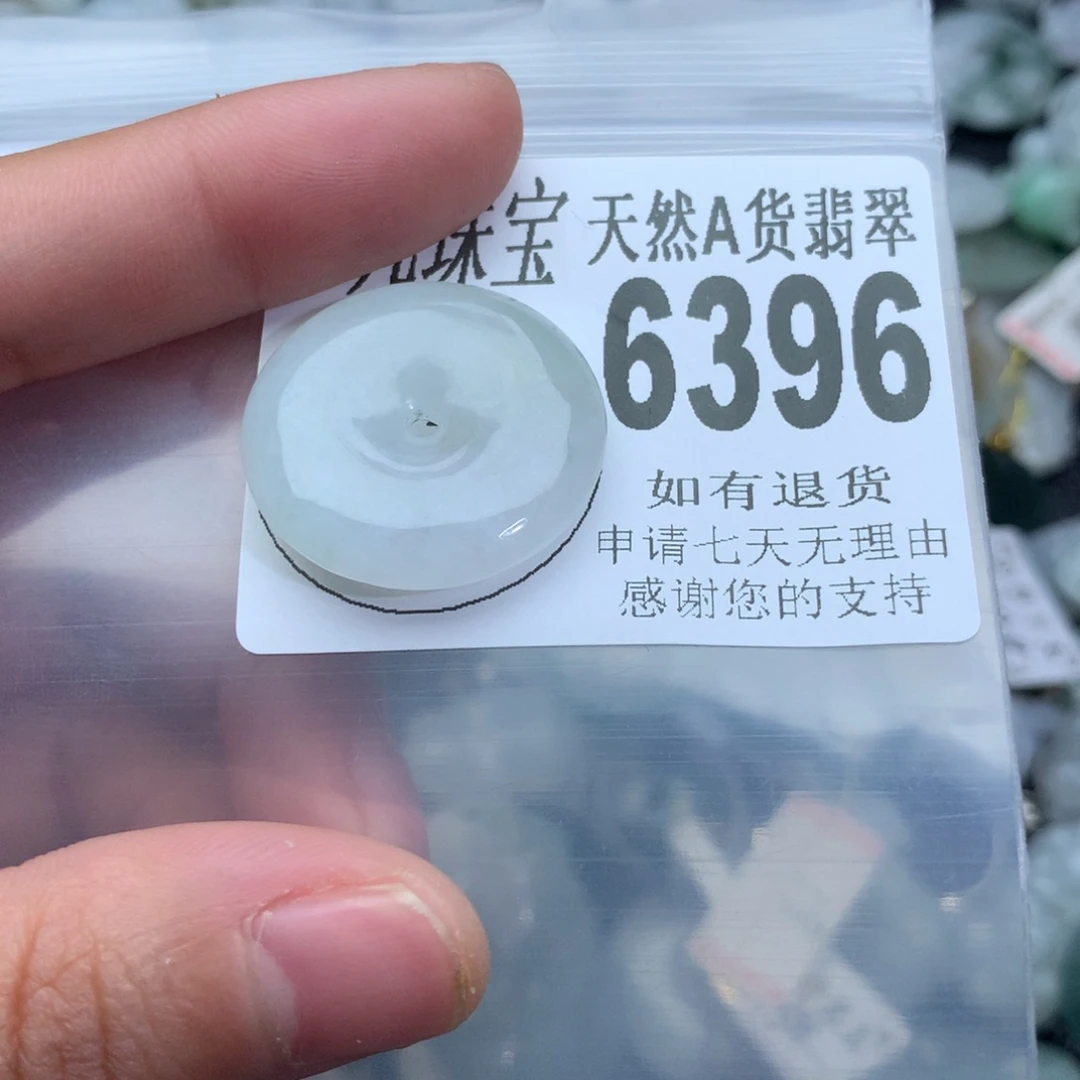 珠宝 天然A货翡翠
6396
如有退货
申请七天无理由
感谢您的支持